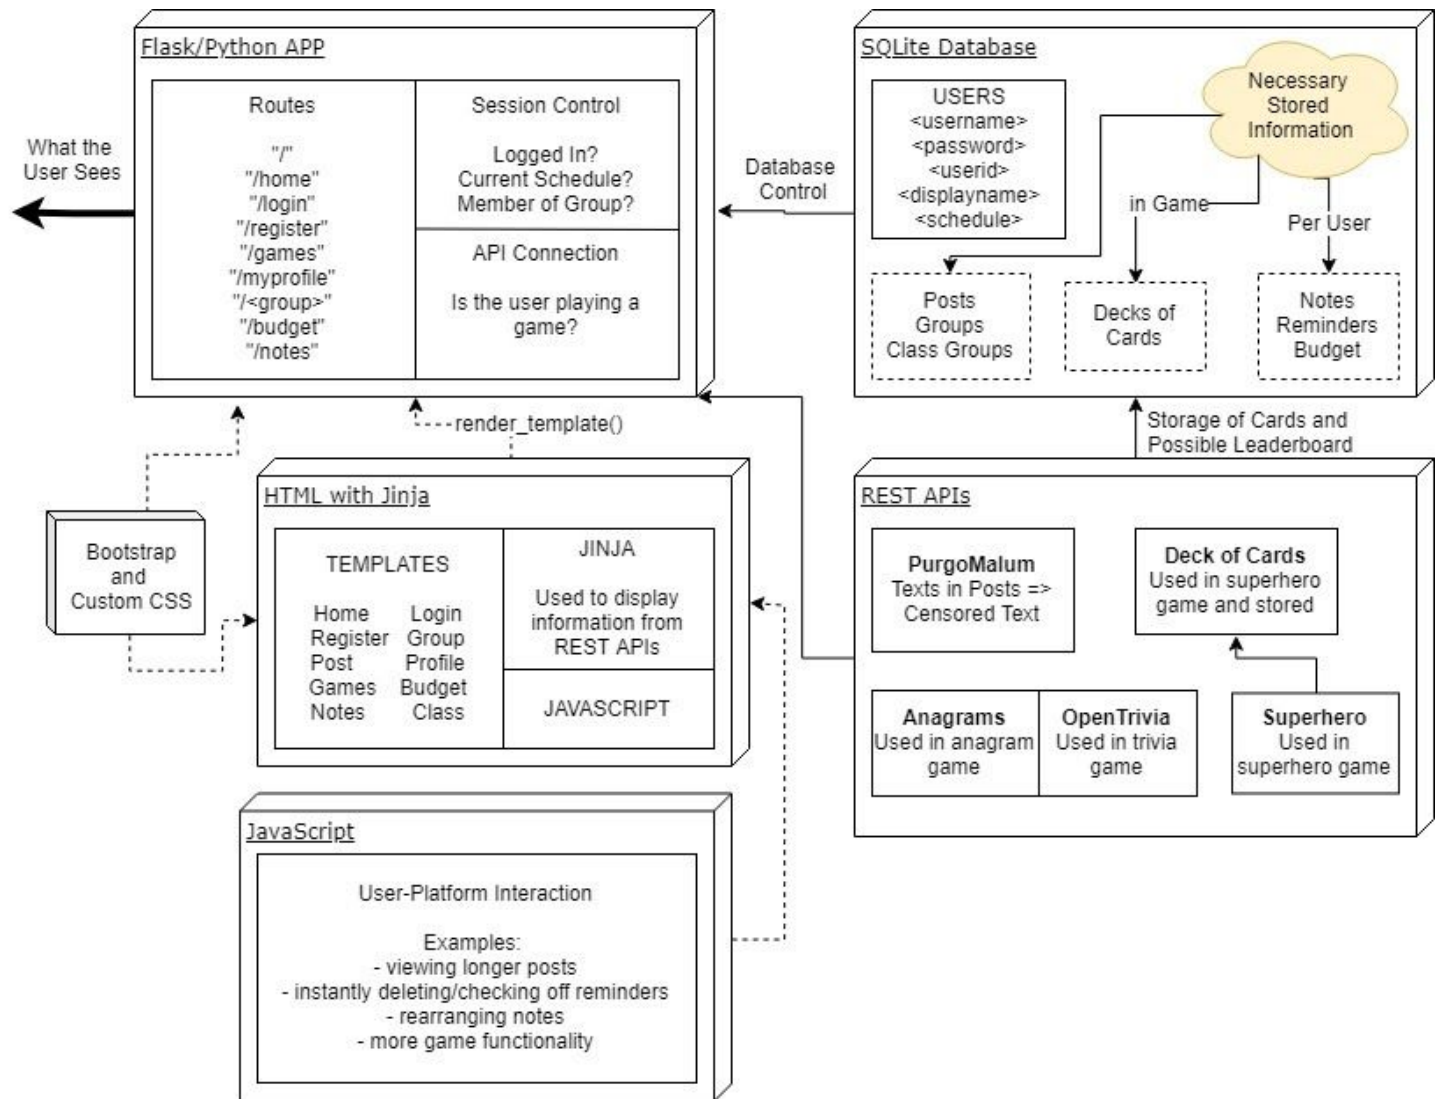 Flask/Python APP
Routes
"/"
"/home"
"/login"
"/register"
"/games"
"/myprofile"
"/<group>"
"/budget"
"/notes"
Session Control
Logged In?
Current Schedule?
Member of Group?
API Connection
Is the user playing a
game?
What the
User Sees
Database
Control
SQLite Database
USERS
<username>
<password>
<userid>
<displayname>
<schedule>
Necessary
Stored
Information
in Game
Per User
Posts
Groups
Class Groups
Decks of
Cards
Notes
Reminders
Budget
render_template()
Storage of Cards and
Possible Leaderboard
Bootstrap
and
Custom CSS
HTML with Jinja
TEMPLATES
Home Login
Register Group
Post Profile
Games Budget
Notes Class
JINJA
Used to display
information from
REST APIs
JAVASCRIPT
REST APIs
PurgoMalum
Texts in Posts =>
Censored Text
Deck of Cards
Used in superhero
game and stored
Anagrams
Used in anagram
game
OpenTrivia
Used in trivia
game
Superhero
Used in
superhero game
JavaScript
User-Platform Interaction
Examples:
- viewing longer posts
- instantly deleting/checking off reminders
- rearranging notes
- more game functionality